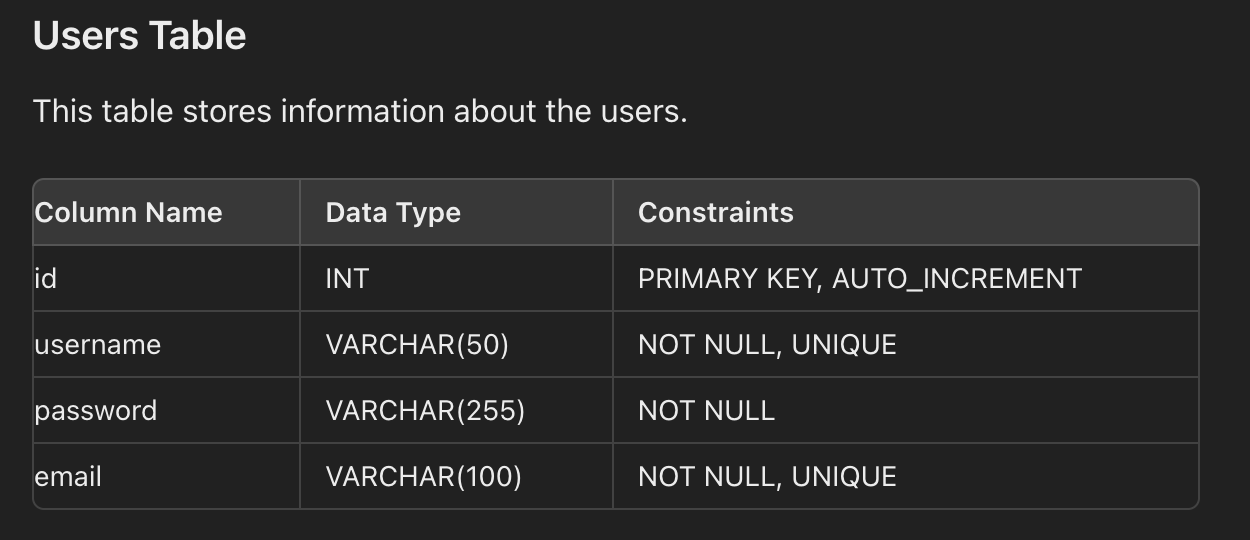 Users Table
This table stores information about the users.
Column Name Data Type Constraints
id INT PRIMARY KEY, AUTO_INCREMENT
username VARCHAR(50) NOT NULL, UNIQUE
password VARCHAR(255) NOT NULL
email VARCHAR(100) NOT NULL, UNIQUE